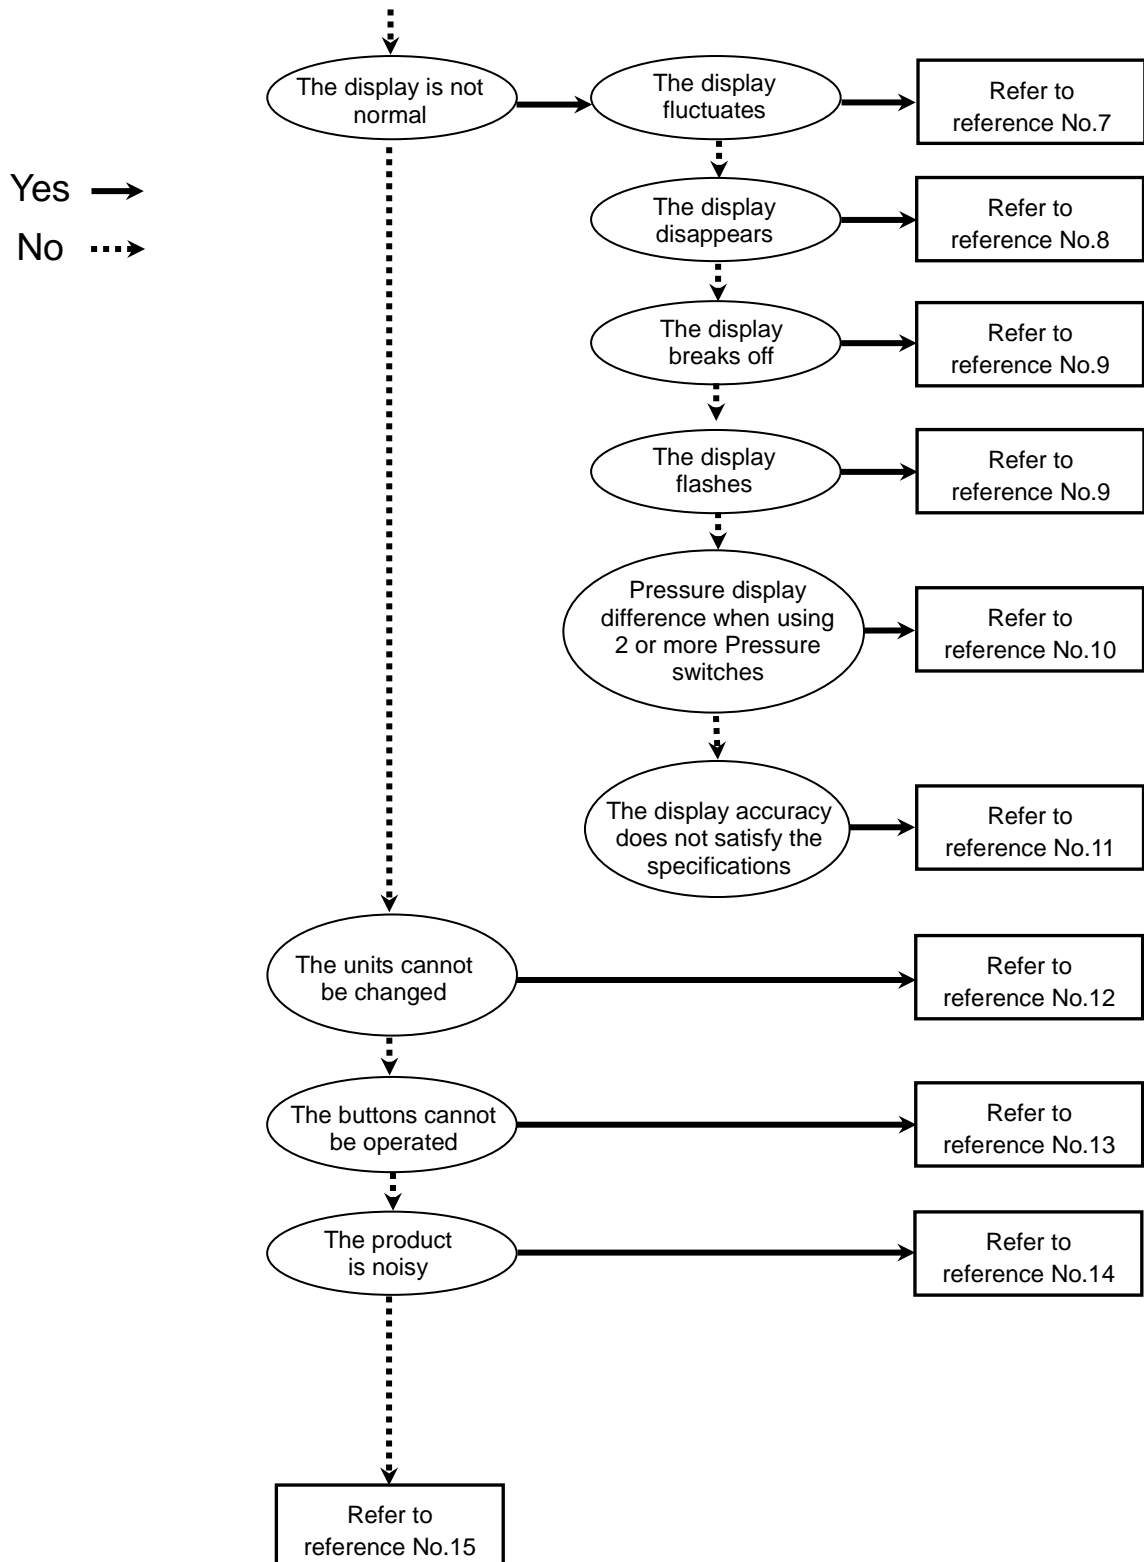 The display is not
normal
The display
fluctuates
Refer to
reference No.7
Yes
No
The display
disappears
Refer to
reference No.8
The display
breaks off
Refer to
reference No.9
The display
flashes
Refer to
reference No.9
Pressure display
difference when using
2 or more Pressure
switches
Refer to
reference No.10
The display accuracy
does not satisfy the
specifications
Refer to
reference No.11
The units cannot
be changed
Refer to
reference No.12
The buttons cannot
be operated
Refer to
reference No.13
The product
is noisy
Refer to
reference No.14
Refer to
reference No.15